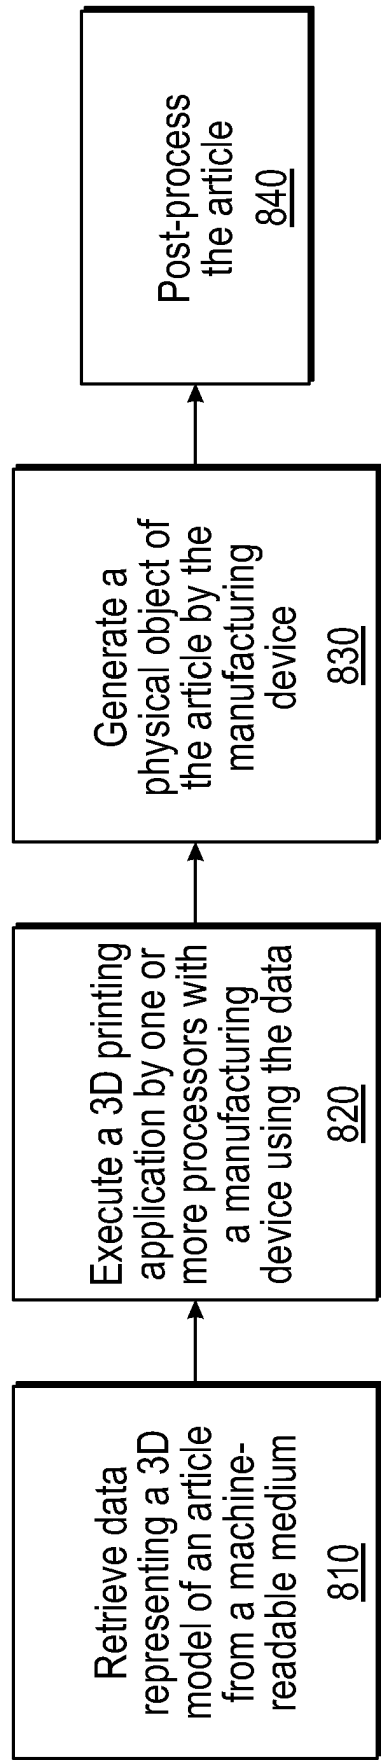 Retrieve data
representing a 3D
model of an article
from a machine-
readable medium
810
Execute a 3D printing
application by one or
more processors with
a manufacturing
device using the data
820
Generate a
physical object of
the article by the
manufacturing
device
830
Post-process
the article
840